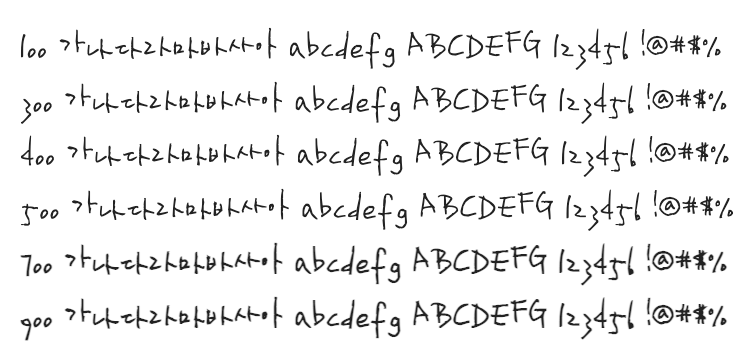 100 가나다라마바사아 abcdefg ABCDEFG 123456 !@#$%
300 가나다라마바사아 abcdefg ABCDEFG 123456 !@#$%
400 가나다라마바사아 abcdefg ABCDEFG 123456 !@#$%
500 가나다라마바사아 abcdefg ABCDEFG 123456 !@#$%
700 가나다라마바사아 abcdefg ABCDEFG 123456 !@#$%
900 가나다라마바사아 abcdefg ABCDEFG 123456 !@#$%